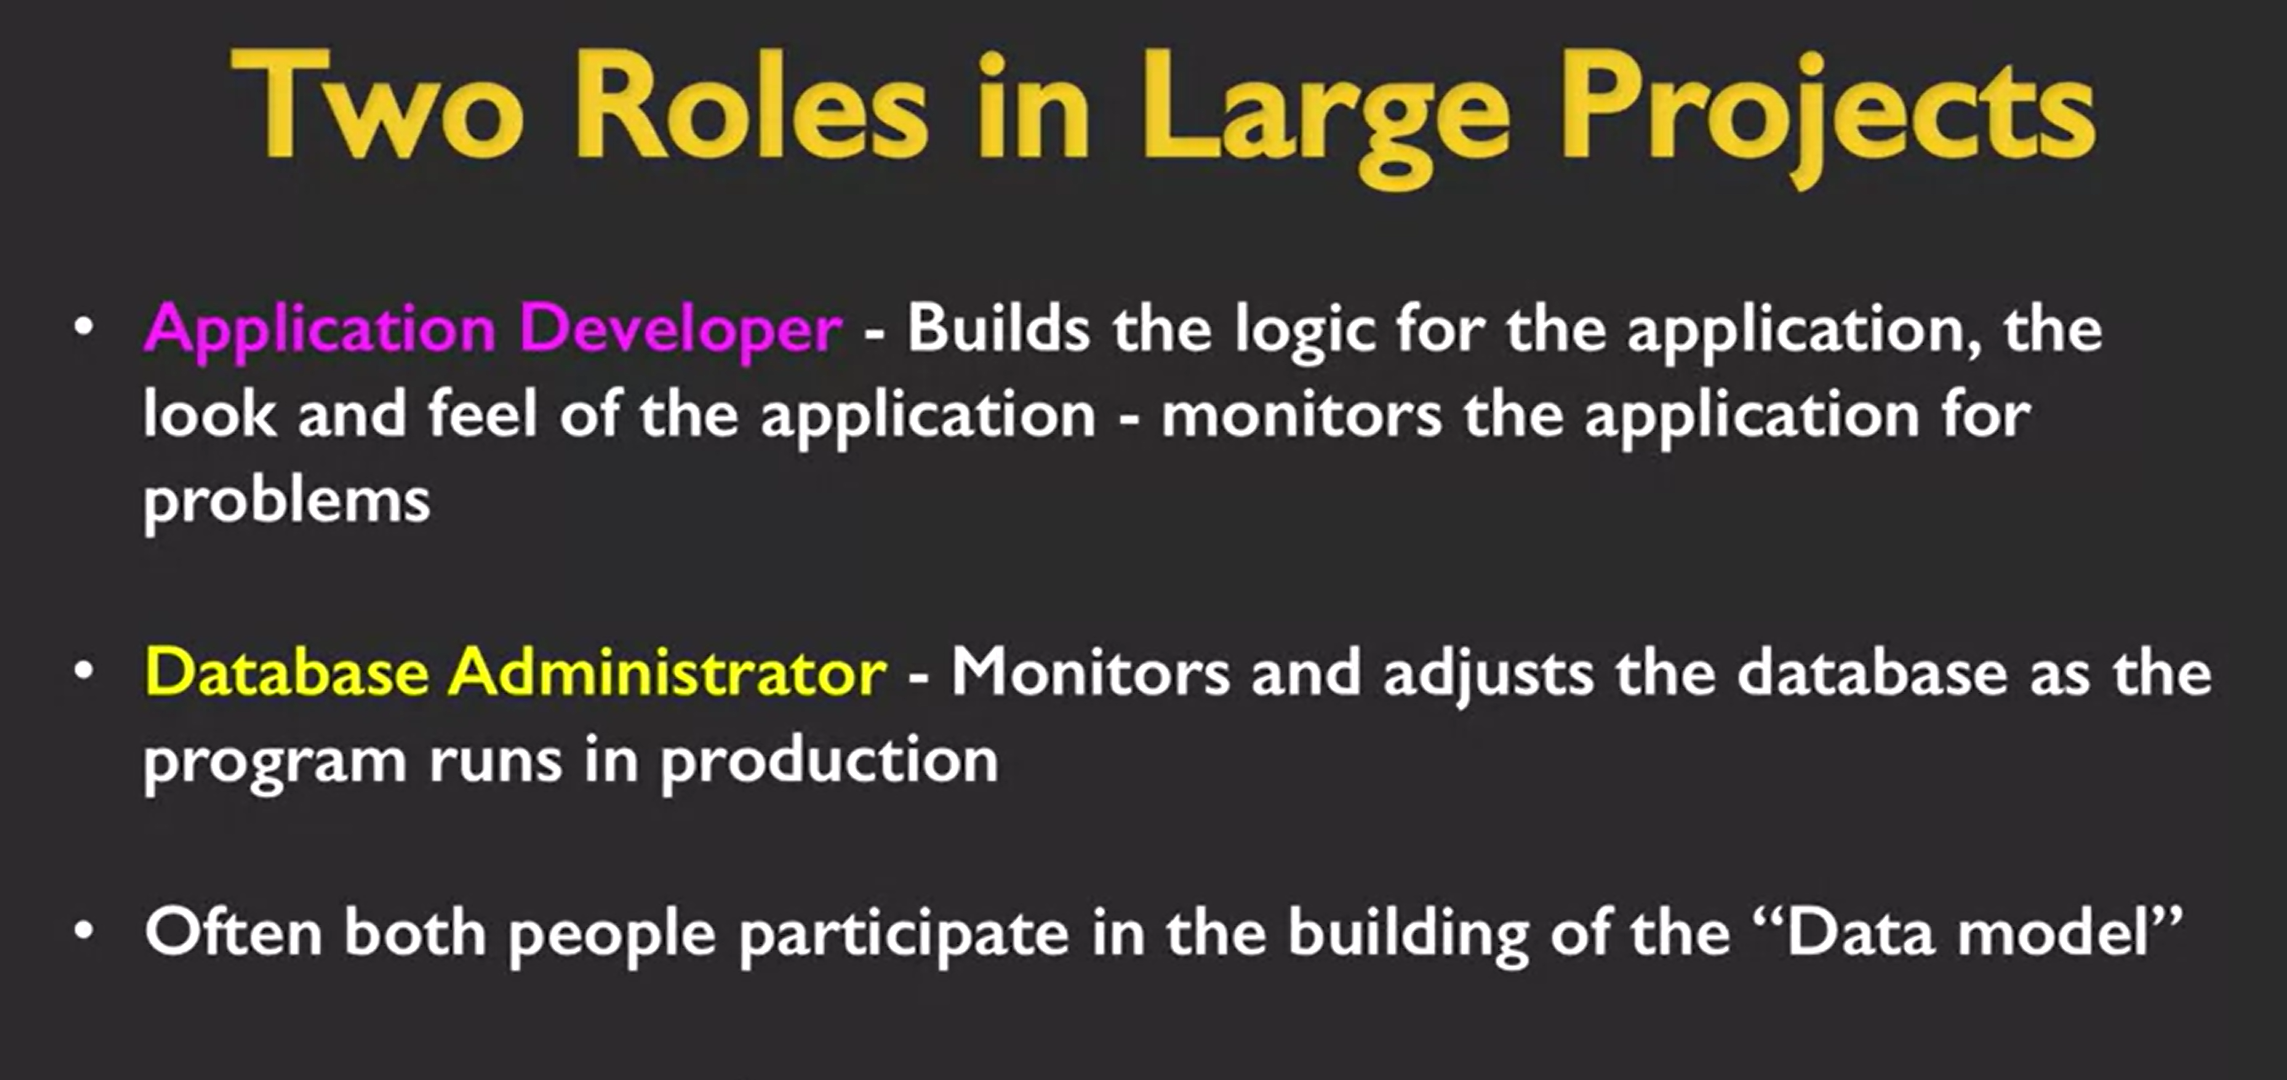 Two Roles in Large Projects
• Application Developer - Builds the logic for the application, the
look and feel of the application - monitors the application for
problems
• Database Administrator - Monitors and adjusts the database as the
program runs in production
• Often both people participate in the building of the “Data model”